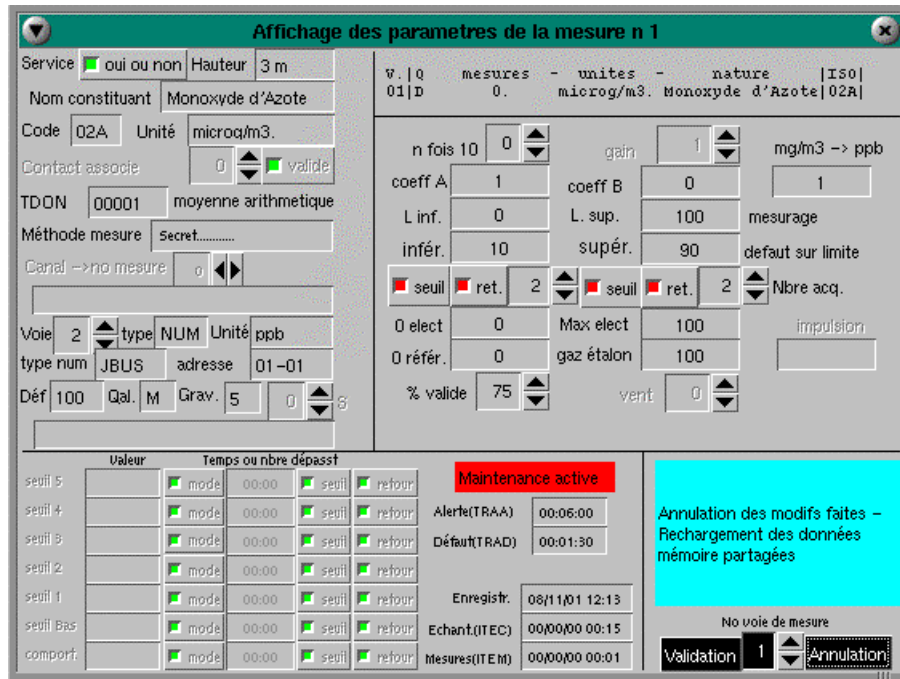 Affichage des parametres de la mesure n 1
Service oui ou non Hauteur 3 m
Nom constituant Monoxyde d'Azote
Code 02A Unité microg/m3.
Contact associe 0 valide
TDON 00001 moyenne arithmetique
Méthode mesure Secret...........
Canal ->no mesure 0
Voie 2 type NUM Unité ppb
type num JBUS adresse 01-01
Déf 100 Qal. M Grav. 5 0 S
V.|Q mesures - unites - nature |ISO|
01|D 0. microg/m3. Monoxyde d'Azote|02A|
n fois 10 0 gain 1 mg/m3 -> ppb
coeff A 1 coeff B 0 1
L inf. 0 L. sup. 100 mesurage
infér. 10 supér. 90 defaut sur limite
seuil ret. 2 seuil ret. 2 Nbre acq.
0 elect 0 Max elect 100 impulsion
0 référ. 0 gaz étalon 100
% valide 75 vent 0
Valeur Temps ou nbre dépasst
seuil 5 mode 00:00 seuil retour
seuil 4 mode 00:00 seuil retour
seuil 3 mode 00:00 seuil retour
seuil 2 mode 00:00 seuil retour
seuil 1 mode 00:00 seuil retour
seuil Bas mode 00:00 seuil retour
comport. mode 00:00 seuil retour
Maintenance active
Alerte(TRAA) 00:06:00
Défaut(TRAD) 00:01:30
Enregistr. 08/11/01 12:13
Echant.(ITEC) 00/00/00 00:15
Mesures(ITEM) 00/00/00 00:01
Annulation des modifs faites -
Rechargement des données
mémoire partagées
No voie de mesure
Validation 1 Annulation